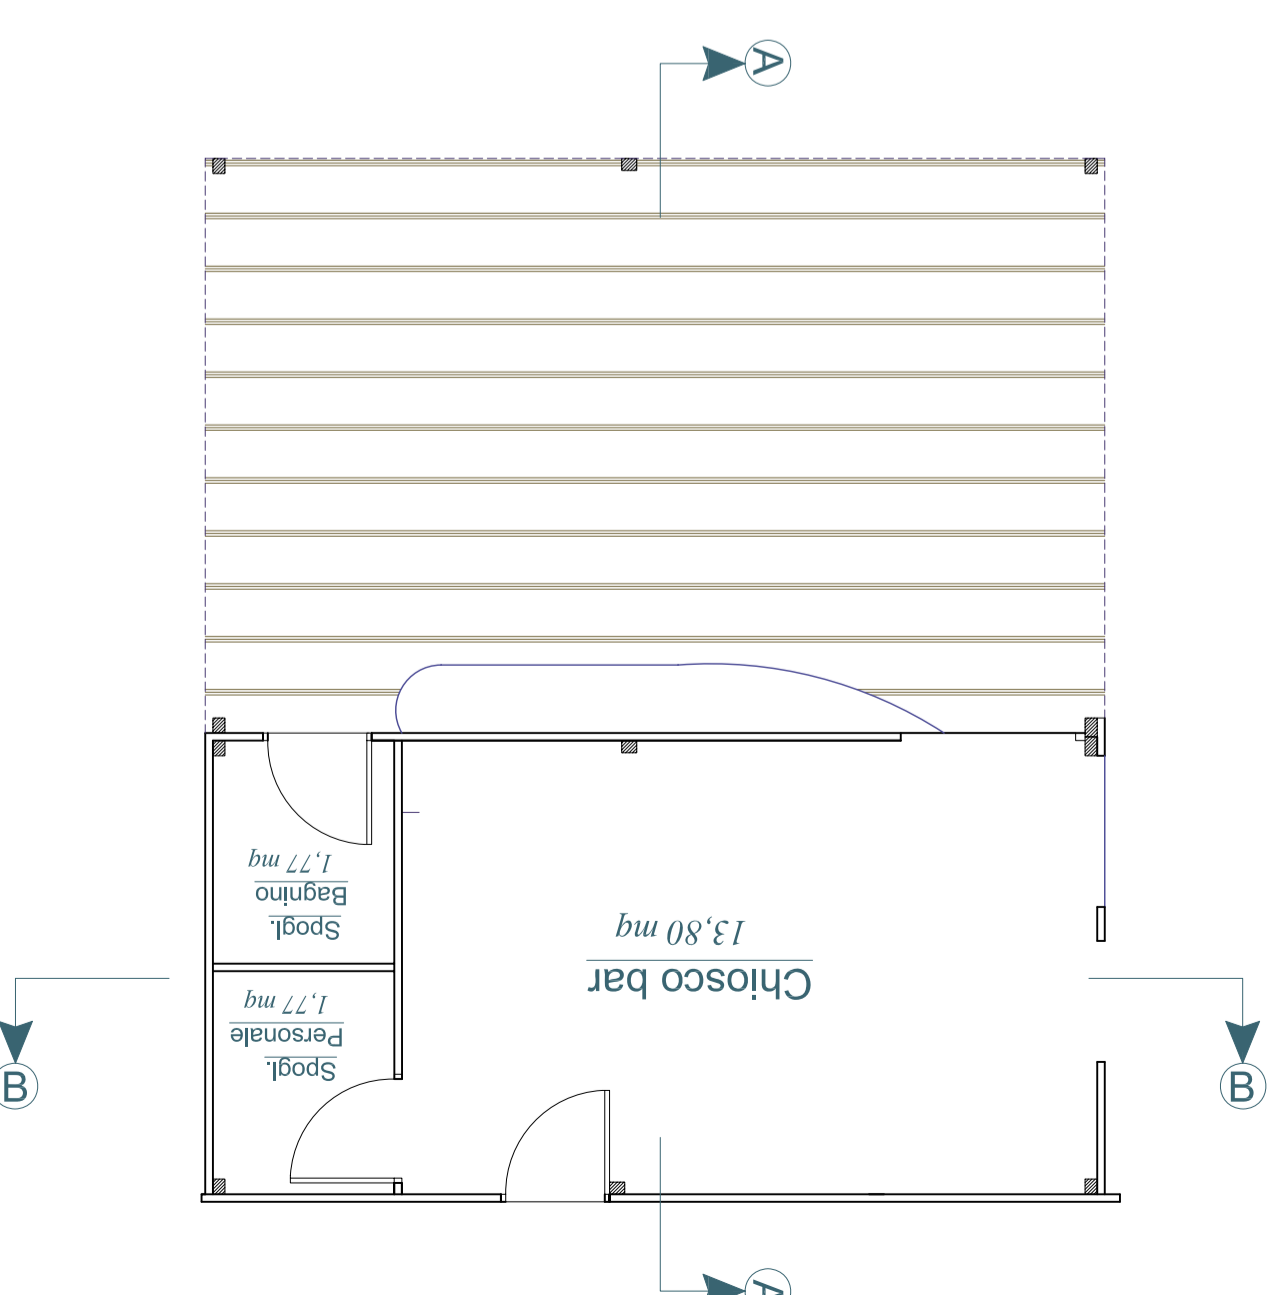 A
Chiosco bar
13,80 mq
Spogl.
Bagnino
1,77 mq
Spogl.
Personale
1,77 mq
B
B
A